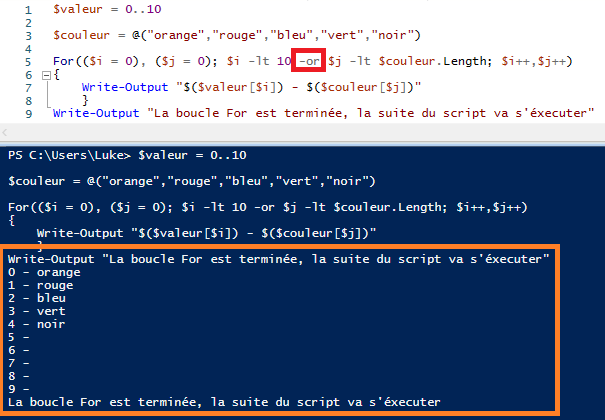 1 $valeur = 0..10
2
3 $couleur = @("orange","rouge","bleu","vert","noir")
4
5 For(($i = 0), ($j = 0); $i -lt 10 -or $j -lt $couleur.Length; $i++,$j++)
6 {
7 Write-Output "$($valeur[$i]) - $($couleur[$j])"
8 }
9 Write-Output "La boucle For est terminée, la suite du script va s'éxecuter"
PS C:\Users\Luke> $valeur = 0..10
$couleur = @("orange","rouge","bleu","vert","noir")
For(($i = 0), ($j = 0); $i -lt 10 -or $j -lt $couleur.Length; $i++,$j++)
{
Write-Output "$($valeur[$i]) - $($couleur[$j])"
}
Write-Output "La boucle For est terminée, la suite du script va s'éxecuter"
0 - orange
1 - rouge
2 - bleu
3 - vert
4 - noir
5 -
6 -
7 -
8 -
9 -
La boucle For est terminée, la suite du script va s'éxecuter